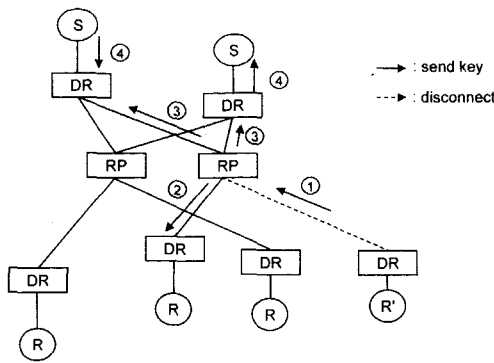 S
④
S
DR
④
→ : send key
③
DR
----> : disconnect
③
RP
RP
①
②
DR
DR
DR
DR
R
R
R'
R